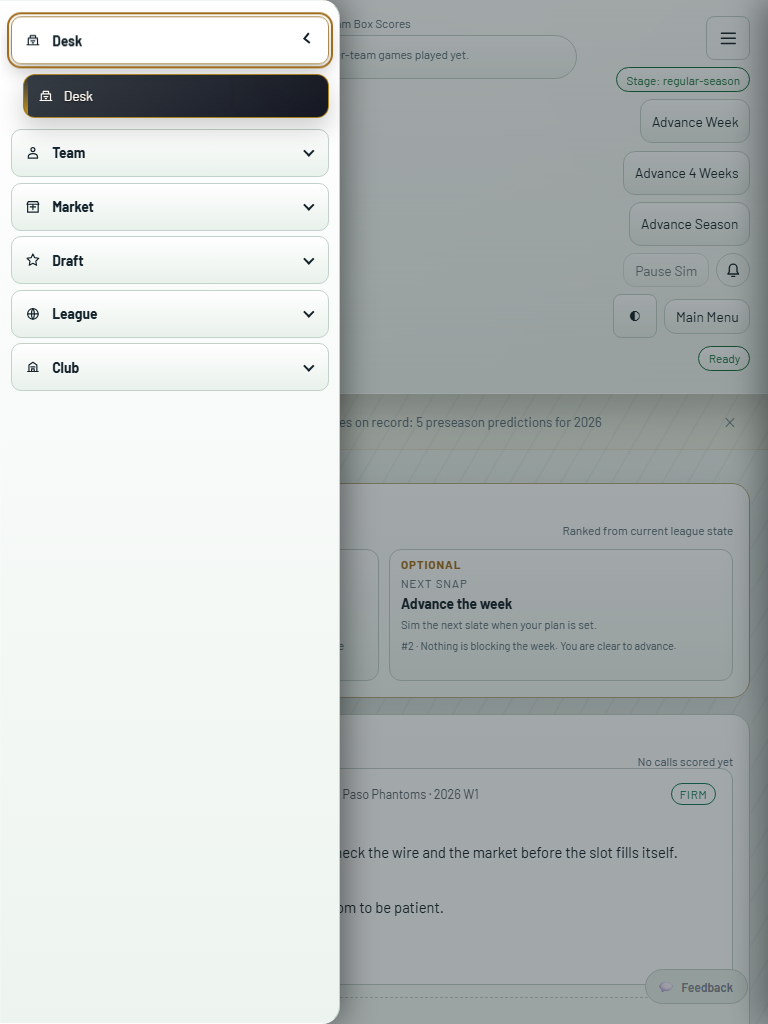 Desk
Desk
Team
Market
Draft
League
Club
Box Scores
r-team games played yet.
Stage: regular-season
Advance Week
Advance 4 Weeks
Advance Season
Pause Sim
Main Menu
Ready
es on record: 5 preseason predictions for 2026
Ranked from current league state
OPTIONAL
NEXT SNAP
Advance the week
Sim the next slate when your plan is set.
#2 · Nothing is blocking the week. You are clear to advance.
No calls scored yet
Paso Phantoms · 2026 W1
FIRM
heck the wire and the market before the slot fills itself.
om to be patient.
Feedback